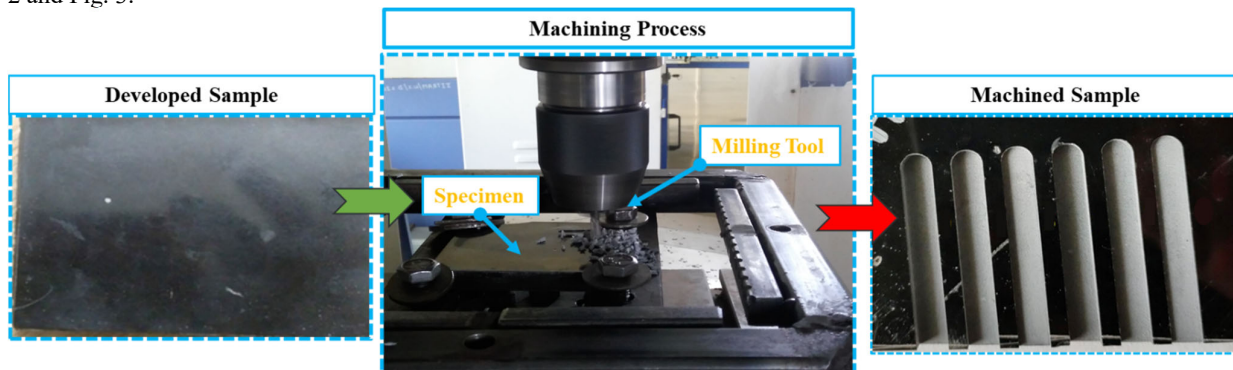 2 and Fig. 3.
Machining Process
Developed Sample
Machined Sample
Milling Tool
Specimen